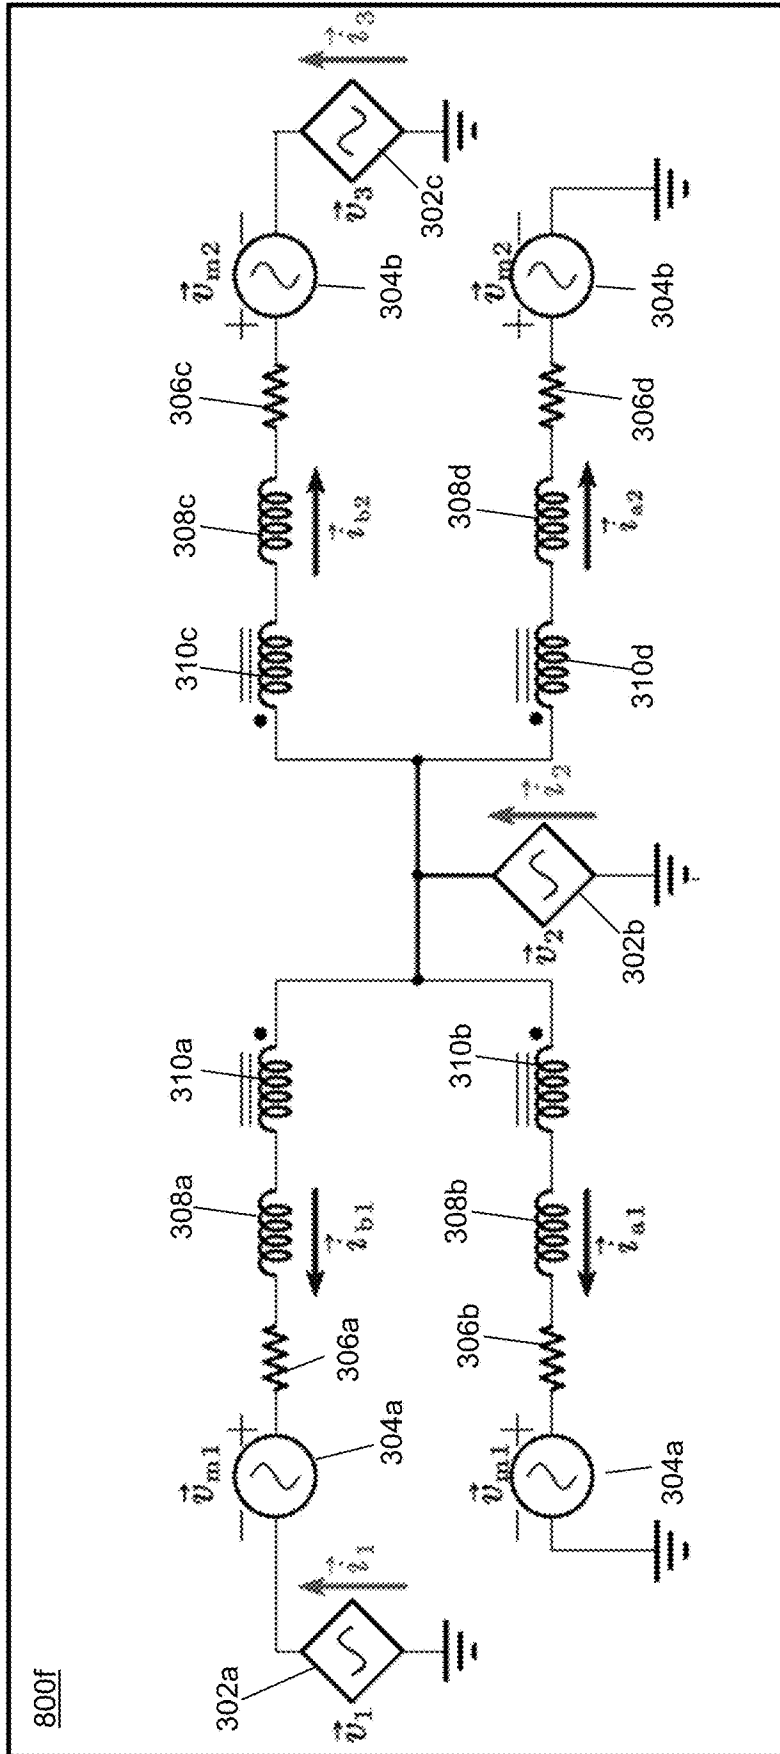 800f
302a
v⃗1
i⃗1
v⃗m1
304a
306a
308a
i⃗b1
310a
v⃗m1
304a
306b
308b
i⃗a1
310b
v⃗2
302b
i⃗2
310c
308c
i⃗b2
306c
v⃗m2
304b
v⃗3
302c
i⃗3
310d
308d
i⃗a2
306d
v⃗m2
304b